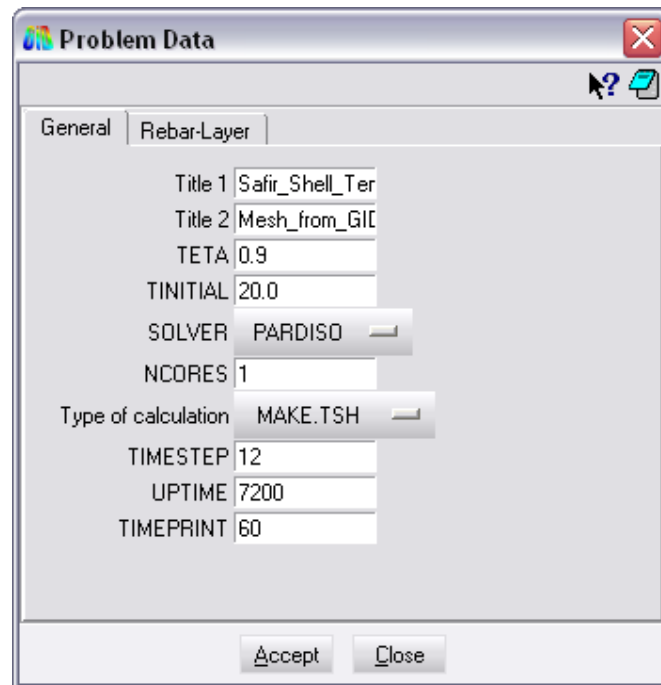 Problem Data
General Rebar-Layer
Title 1 Safir_Shell_Ter
Title 2 Mesh_from_GI
TETA 0.9
TINITIAL 20.0
SOLVER PARDISO
NCORES 1
Type of calculation MAKE.TSH
TIMESTEP 12
UPTIME 7200
TIMEPRINT 60
Accept Close